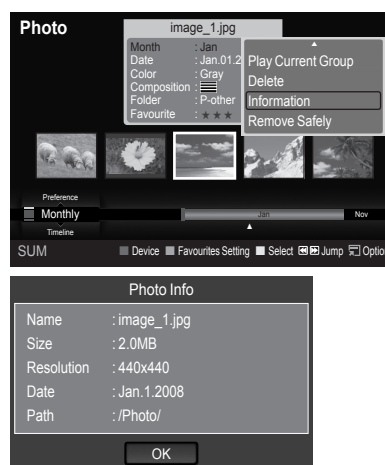 Photo
image_1.jpg
Month : Jan
Date : Jan.01.2
Color : Gray
Composition :
Folder : P-other
Favourite : ★ ★ ★
Play Current Group
Delete
Information
Remove Safely
Preference
Monthly
Timeline
Jan
Nov
SUM
Device Favourites Setting Select Jump Optio
Photo Info
Name : image_1.jpg
Size : 2.0MB
Resolution : 440x440
Date : Jan.1.2008
Path : /Photo/
OK